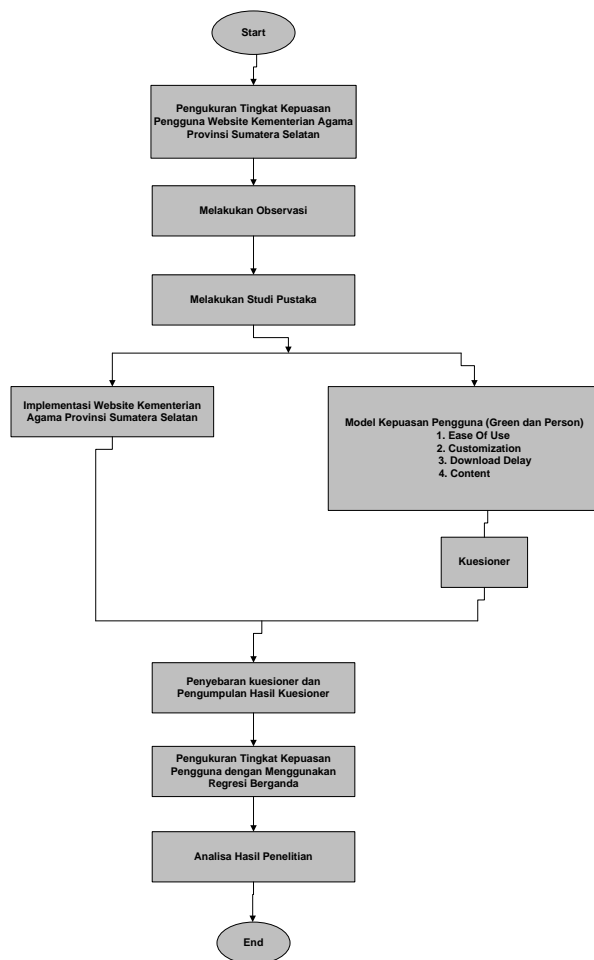 Start
Pengukuran Tingkat Kepuasan
Pengguna Website Kementerian Agama
Provinsi Sumatera Selatan
Melakukan Observasi
Melakukan Studi Pustaka
Implementasi Website Kementerian
Agama Provinsi Sumatera Selatan
Model Kepuasan Pengguna (Green dan Person)
1. Ease Of Use
2. Customization
3. Download Delay
4. Content
Kuesioner
Penyebaran kuesioner dan
Pengumpulan Hasil Kuesioner
Pengukuran Tingkat Kepuasan
Pengguna dengan Menggunakan
Regresi Berganda
Analisa Hasil Penelitian
End